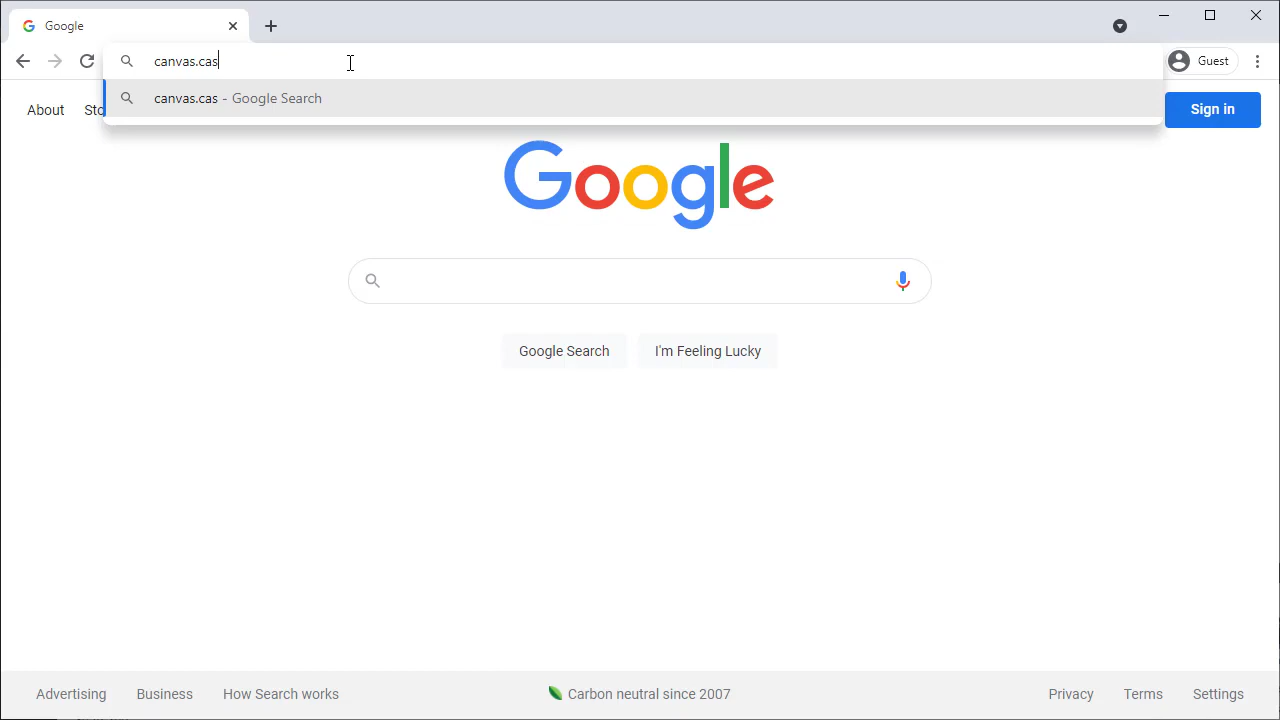 Google
canvas.cas
Guest
canvas.cas - Google Search
About Sto
Sign in
Google
Google Search I'm Feeling Lucky
Advertising Business How Search works Carbon neutral since 2007 Privacy Terms Settings